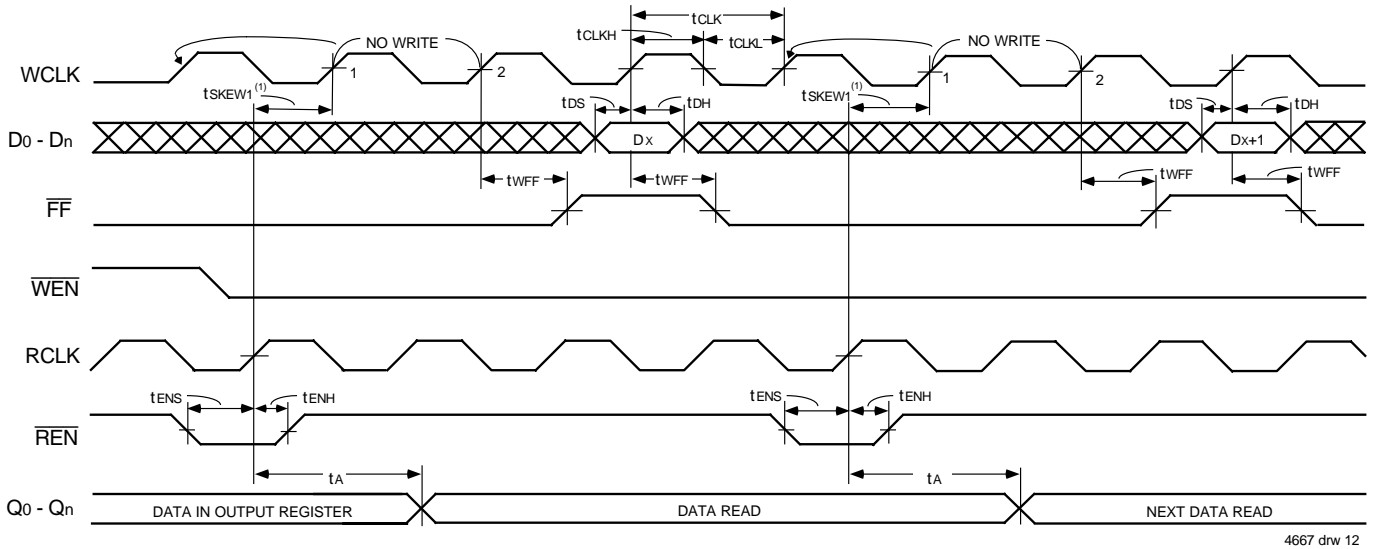 tCLK
tCLKH
tCLKL
NO WRITE
NO WRITE
WCLK
1
2
1
2
tSKEW1(1)
tDS
tDH
tSKEW1(1)
tDS
tDH
D0 - Dn
DX
DX+1
tWFF
tWFF
tWFF
tWFF
FF
WEN
RCLK
tENS
tENH
tENS
tENH
REN
tA
tA
Q0 - Qn
DATA IN OUTPUT REGISTER
DATA READ
NEXT DATA READ
4667 drw 12